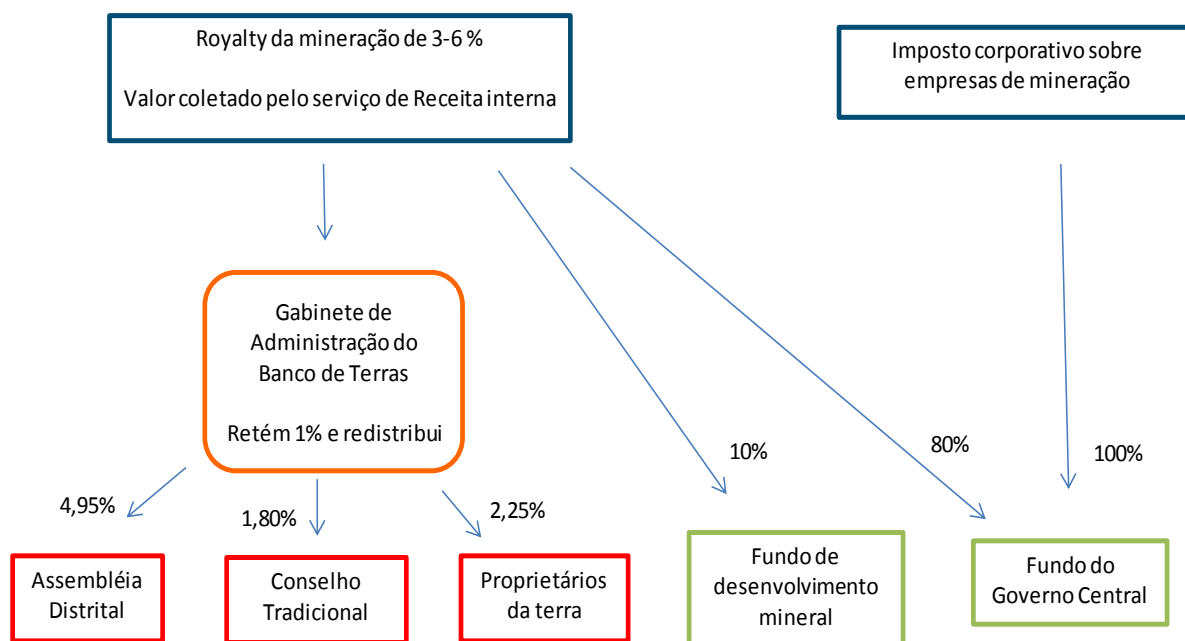 Royalty da mineração de 3-6 %
Valor coletado pelo serviço de Receita interna
Imposto corporativo sobre
empresas de mineração
Gabinete de
Administração do
Banco de Terras
Retém 1% e redistribui
10%
80%
100%
4,95%
1,80%
2,25%
Assembléia
Distrital
Conselho
Tradicional
Proprietários
da terra
Fundo de
desenvolvimento
mineral
Fundo do
Governo Central